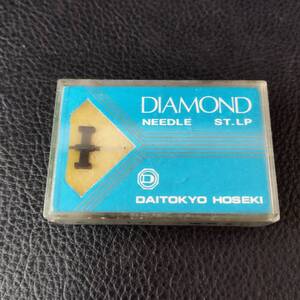 DIAMOND
NEEDLE ST.LP
D
DAITOKYO HOSEKI